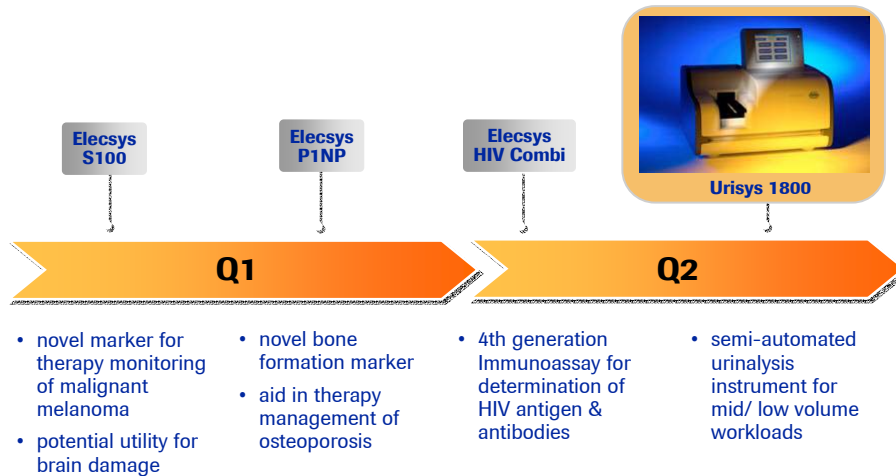 Elecsys
S100
Elecsys
P1NP
Elecsys
HIV Combi
Urisys 1800
Q1
Q2
• novel marker for
therapy monitoring
of malignant
melanoma
• potential utility for
brain damage
• novel bone
formation marker
• aid in therapy
management of
osteoporosis
• 4th generation
Immunoassay for
determination of
HIV antigen &
antibodies
• semi-automated
urinalysis
instrument for
mid/ low volume
workloads